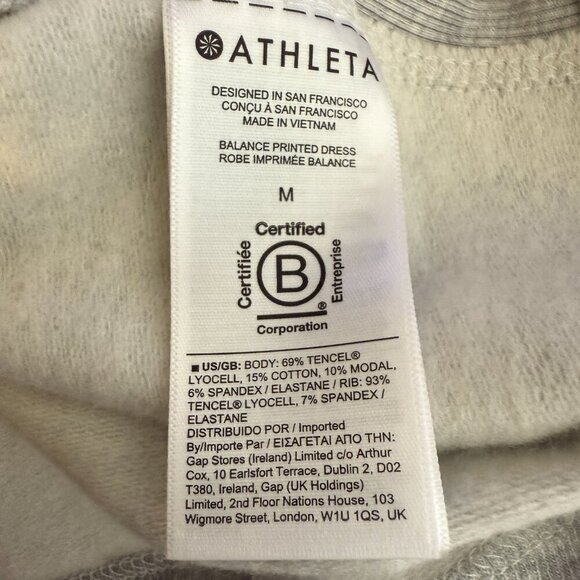 ATHLETA
DESIGNED IN SAN FRANCISCO
CONÇU À SAN FRANCISCO
MADE IN VIETNAM
BALANCE PRINTED DRESS
ROBE IMPRIMÉE BALANCE
M
Certified
Certifiée
B
®
Entreprise
Corporation
■ US/GB: BODY: 69% TENCEL®
LYOCELL, 15% COTTON, 10% MODAL,
6% SPANDEX / ELASTANE / RIB: 93%
TENCEL® LYOCELL, 7% SPANDEX /
ELASTANE
DISTRIBUIDO POR / Imported
By/Importe Par / ΕΙΣΑΓΕΤΑΙ ΑΠΟ ΤΗΝ:
Gap Stores (Ireland) Limited c/o Arthur
Cox, 10 Earlsfort Terrace, Dublin 2, D02
T380, Ireland, Gap (UK Holdings)
Limited, 2nd Floor Nations House, 103
Wigmore Street, London, W1U 1QS, UK